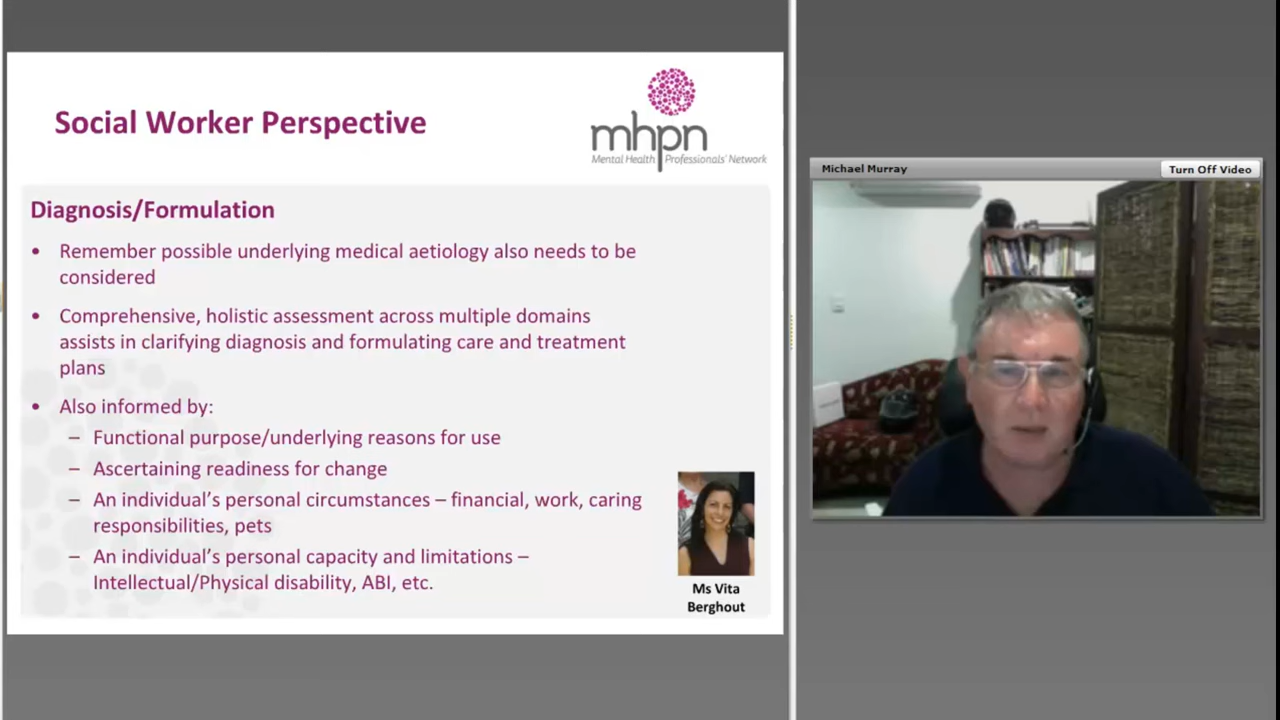 Social Worker Perspective
mhpn
Mental Health Professionals' Network
Diagnosis/Formulation
• Remember possible underlying medical aetiology also needs to be
considered
• Comprehensive, holistic assessment across multiple domains
assists in clarifying diagnosis and formulating care and treatment
plans
• Also informed by:
– Functional purpose/underlying reasons for use
– Ascertaining readiness for change
– An individual's personal circumstances – financial, work, caring
responsibilities, pets
– An individual's personal capacity and limitations –
Intellectual/Physical disability, ABI, etc.
Ms Vita
Berghout
Michael Murray
Turn Off Video